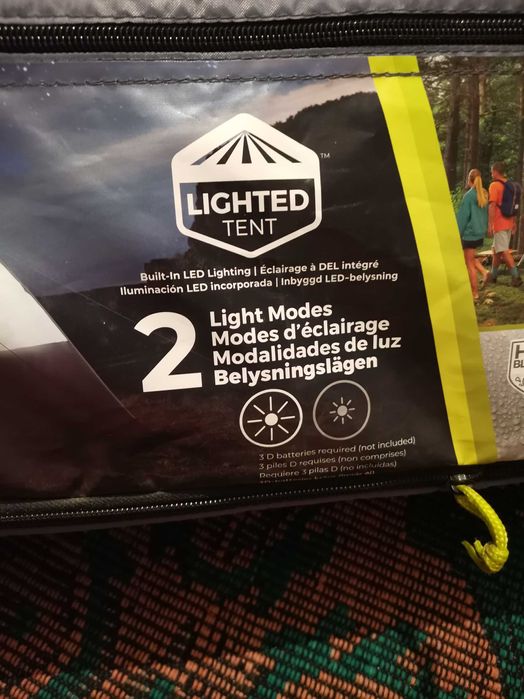 LIGHTED
TENT
™
Built-In LED Lighting | Éclairage à DEL intégré
Iluminación LED incorporada | Inbyggd LED-belysning
2
Light Modes
Modes d'éclairage
Modalidades de luz
Belysningslägen
3 D batteries required (not included)
3 piles D requises (non comprises)
Requiere 3 pilas D (no incluidas)